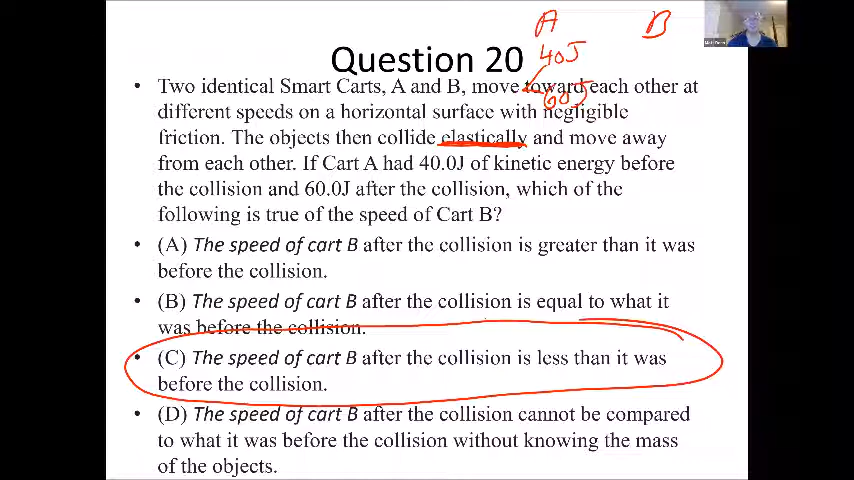 A
B
40J
Question 20
60J
• Two identical Smart Carts, A and B, move toward each other at
different speeds on a horizontal surface with negligible
friction. The objects then collide elastically and move away
from each other. If Cart A had 40.0J of kinetic energy before
the collision and 60.0J after the collision, which of the
following is true of the speed of Cart B?
• (A) The speed of cart B after the collision is greater than it was
before the collision.
• (B) The speed of cart B after the collision is equal to what it
was before the collision.
• (C) The speed of cart B after the collision is less than it was
before the collision.
• (D) The speed of cart B after the collision cannot be compared
to what it was before the collision without knowing the mass
of the objects.